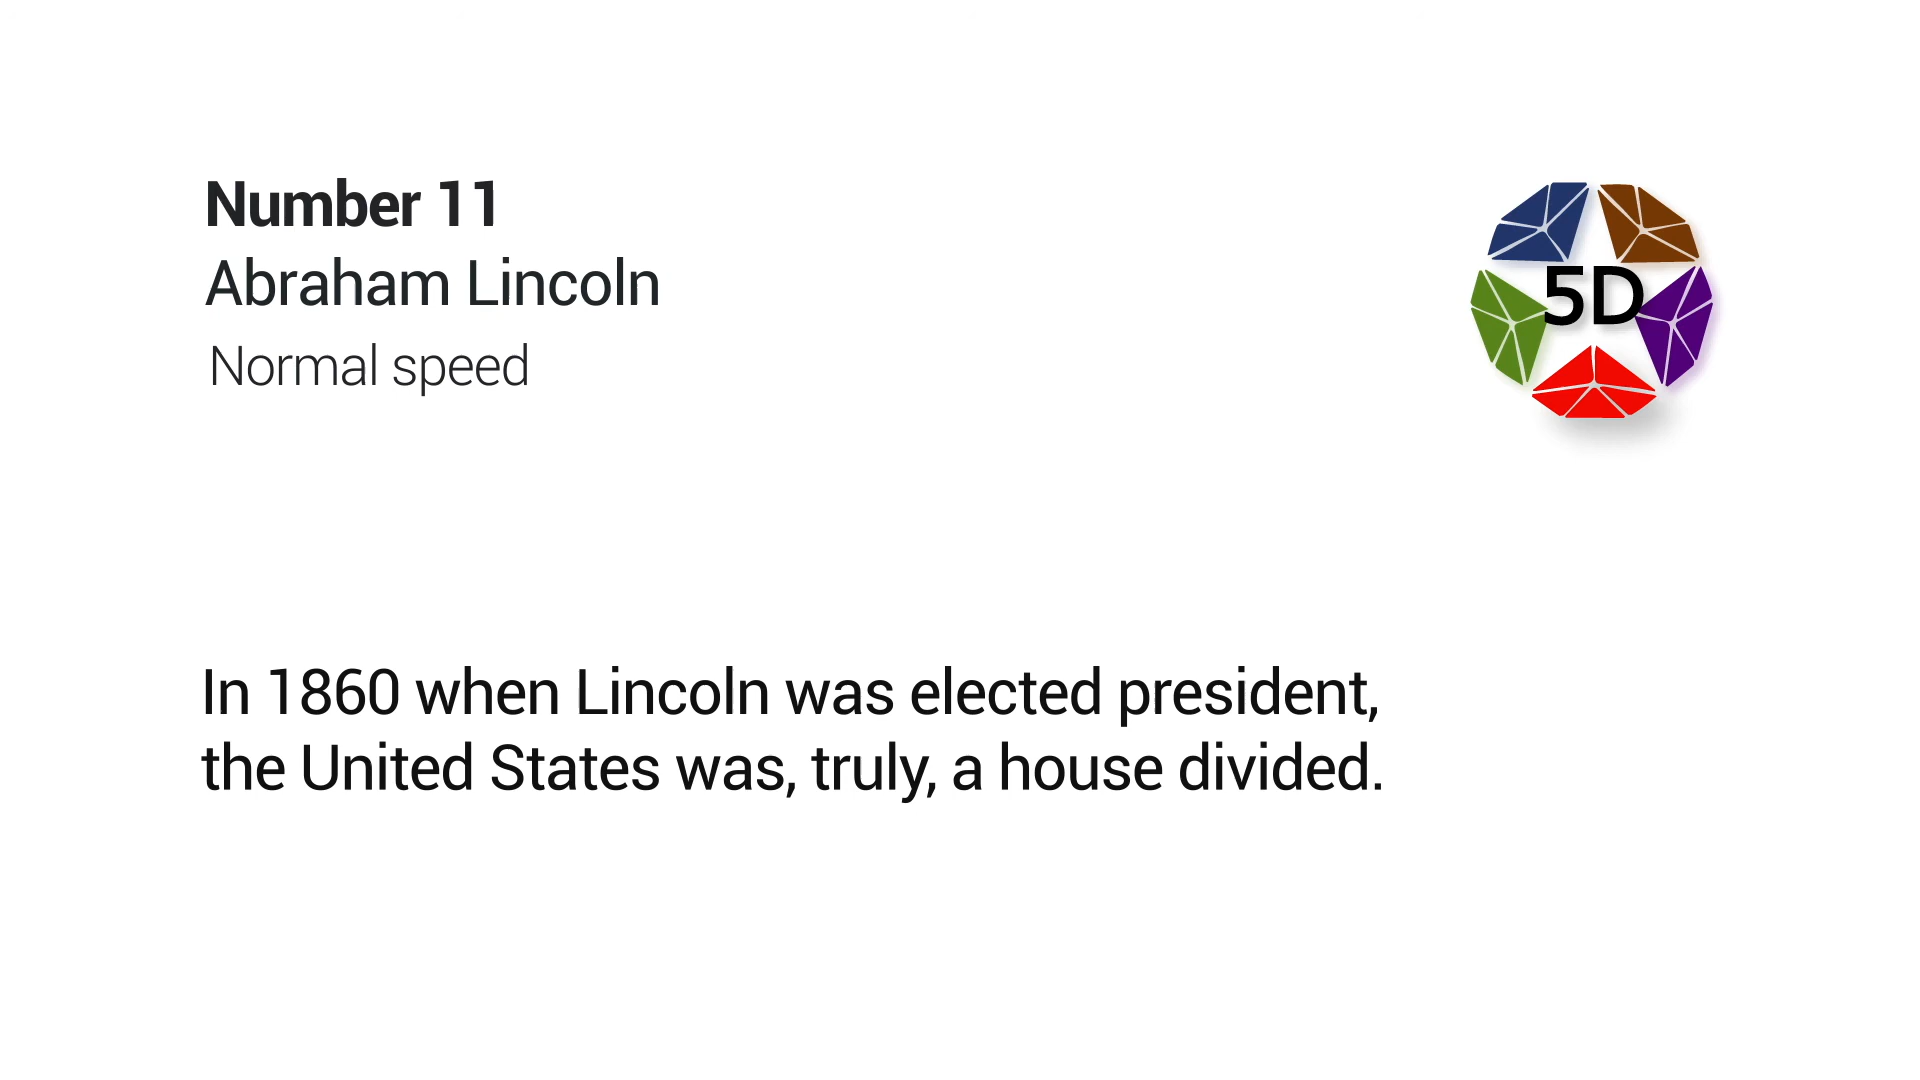 Number 11
Abraham Lincoln
Normal speed
5D
In 1860 when Lincoln was elected president,
the United States was, truly, a house divided.